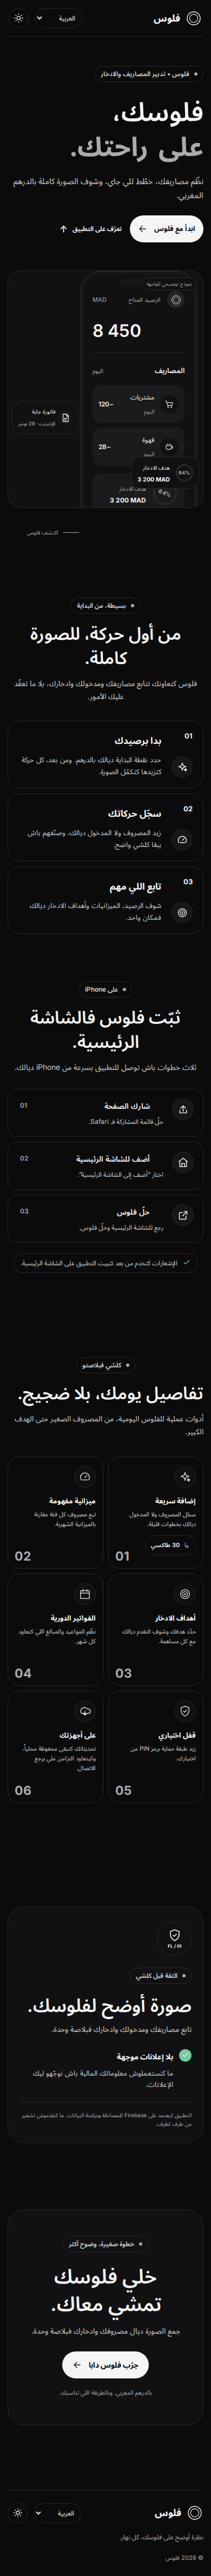 فلوس
العربية
فلوس • تدبير المصاريف والادخار
فلوسك،
على راحتك.
نظّم مصاريفك، خطّط للي جاي، وشوف الصورة كاملة بالدرهم
المغربي.
ابدأ مع فلوس
تعرّف على التطبيق
نموذج توضيحي للواجهة
الرصيد المتاح
MAD
8 450
المصاريف
اليوم
مشتريات
اليوم
−120
قهوة
اليوم
−28
فاتورة جاية
الإنترنت · 28 يونيو
هدف الادخار
3 200 MAD
64%
هدف الادخار
3 200 MAD
64%
اكتشف فلوس
بسيطة، من البداية
من أول حركة، للصورة
كاملة.
فلوس كتعاونك تتابع مصاريفك ومدخولك وادخارك، بلا ما تعقّد
عليك الأمور.
01
بدا برصيدك
حدد نقطة البداية ديالك بالدرهم. ومن بعد، كل حركة
كتزيدها كتكمّل الصورة.
02
سجّل حركاتك
زيد المصروف ولا المدخول ديالك، وصنّفهم باش
يبقا كلشي واضح.
03
تابع اللي مهم
شوف الرصيد، الميزانيات وأهداف الادخار ديالك
فمكان واحد.
على iPhone
ثبّت فلوس فالشاشة
الرئيسية.
ثلاث خطوات باش توصل للتطبيق بسرعة من iPhone ديالك.
شارك الصفحة
01
حلّ قائمة المشاركة فـ Safari.
أضف للشاشة الرئيسية
02
اختار "أضف إلى الشاشة الرئيسية".
حلّ فلوس
03
رجع للشاشة الرئيسية وحلّ فلوس.
الإشعارات كتخدم من بعد تثبيت التطبيق على الشاشة الرئيسية.
كلشي فبلاصتو
تفاصيل يومك، بلا ضجيج.
أدوات عملية للفلوس اليومية، من المصروف الصغير حتى للهدف
الكبير.
إضافة سريعة
سجّل المصروف ولا المدخول
ديالك بخطوات قليلة.
30 طاكسي
01
ميزانية مفهومة
تبع مصروف كل فئة مقارنة
بالميزانية الشهرية.
02
أهداف الادخار
حدّد هدفك وشوف التقدم ديالك
مع كل مساهمة.
03
الفواتير الدورية
نظّم المواعيد والمبالغ اللي كتعاود
كل شهر.
04
قفل اختياري
زيد طبقة حماية برمز PIN من
اختيارك.
05
على أجهزتك
تحديثاتك كتبقى محفوظة محلياً،
وكيتعاود التزامن ملي يرجع
الاتصال.
06
FL / 01
الثقة قبل كلشي
صورة أوضح لفلوسك.
تابع مصاريفك ومدخولك وادخارك فبلاصة وحدة.
بلا إعلانات موجهة
ما كنستعملوش معلوماتك المالية باش نوجّهو ليك
الإعلانات.
التطبيق كيعتمد على Firebase للمصادقة ومزامنة البيانات. ما كنقدموش تشفير
من طرف لطرف.
خطوة صغيرة، وضوح أكثر
خلي فلوسك
تمشي معاك.
جمع الصورة ديال مصروفك وادخارك فبلاصة وحدة.
جرّب فلوس دابا
بالدرهم المغربي. وبالطريقة اللي تناسبك.
فلوس
العربية
نظرة أوضح على فلوسك، كل نهار.
© 2026 فلوس